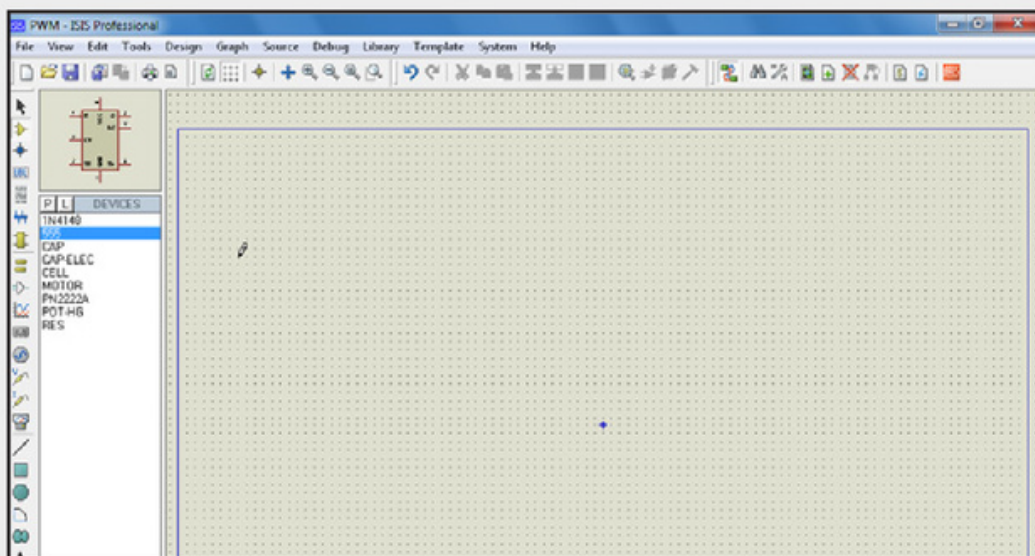 PWM - ISIS Professional
File View Edit Tools Design Graph Source Debug Library Template System Help
P L DEVICES
1N4148
555
CAP
CAP-ELEC
CELL
MOTOR
PN2222A
POT-HG
RES